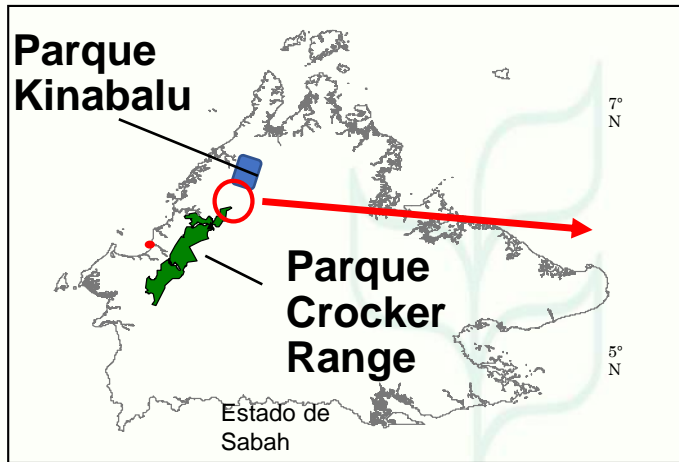 Parque
Kinabalu
7°
N
Parque
Crocker
Range
5°
N
Estado de
Sabah